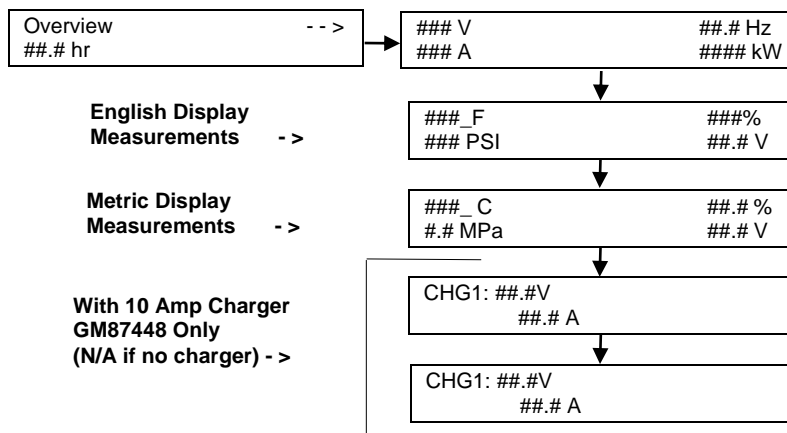 Overview - - >
##.# hr
### V ##.# Hz
### A #### kW
English Display
Measurements - >
###_F ###%
### PSI ##.# V
Metric Display
Measurements - >
###_ C ##.# %
#.# MPa ##.# V
With 10 Amp Charger
GM87448 Only
(N/A if no charger) - >
CHG1: ##.#V
##.# A
CHG1: ##.#V
##.# A